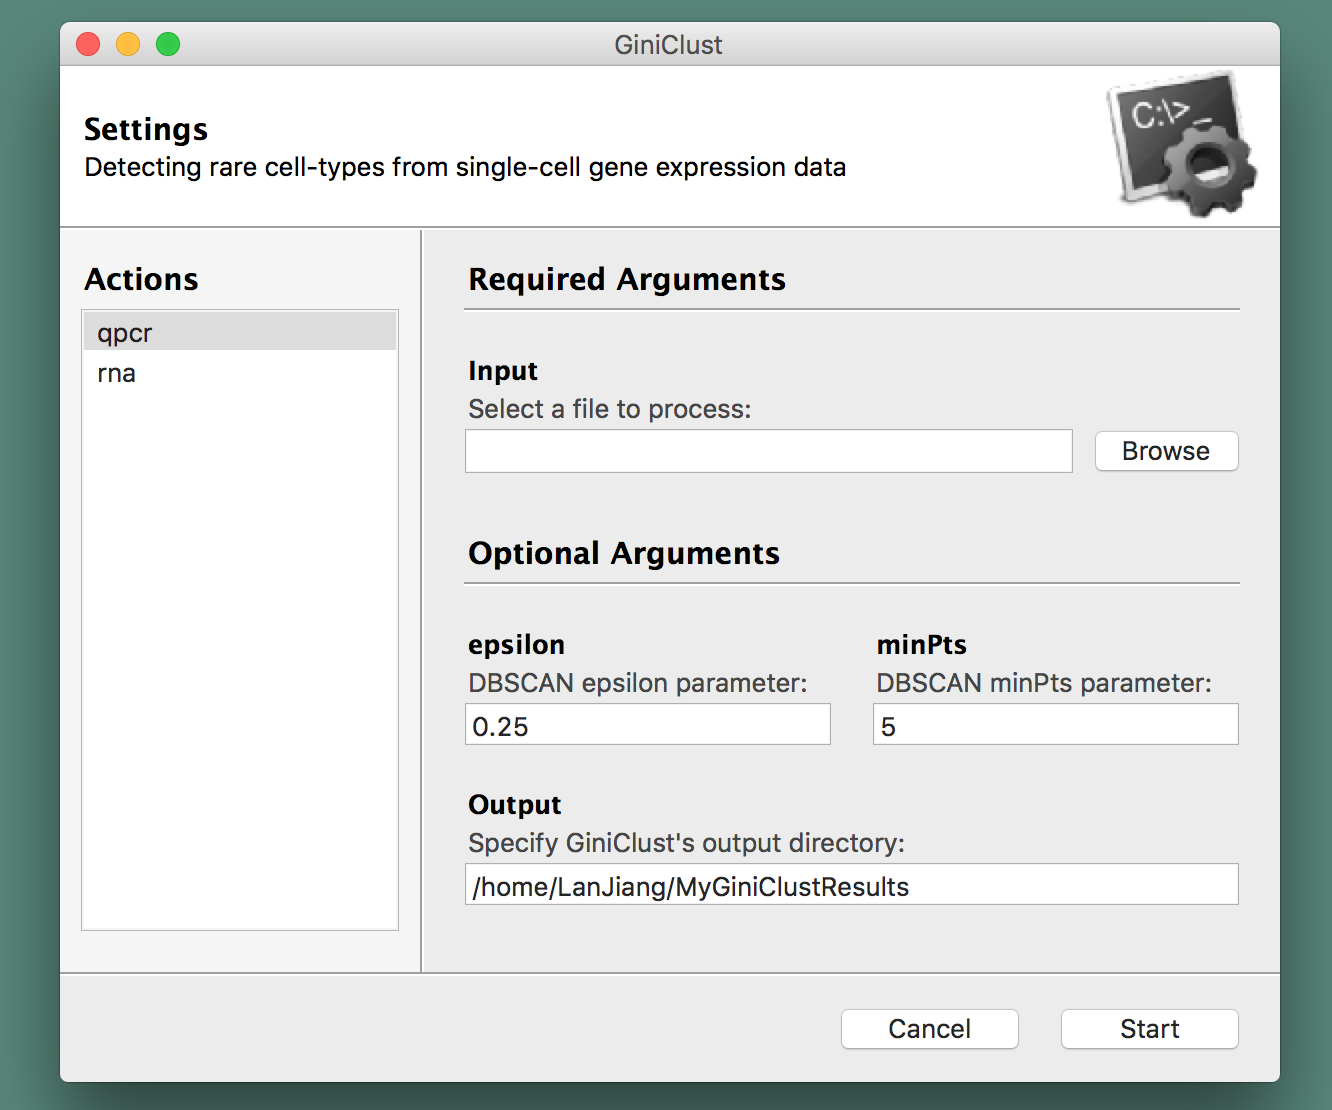 GiniClust
Settings
Detecting rare cell-types from single-cell gene expression data
C:\>_
Actions
qpcr
rna
Required Arguments
Input
Select a file to process:
Browse
Optional Arguments
epsilon
DBSCAN epsilon parameter:
0.25
minPts
DBSCAN minPts parameter:
5
Output
Specify GiniClust's output directory:
/home/LanJiang/MyGiniClustResults
Cancel
Start